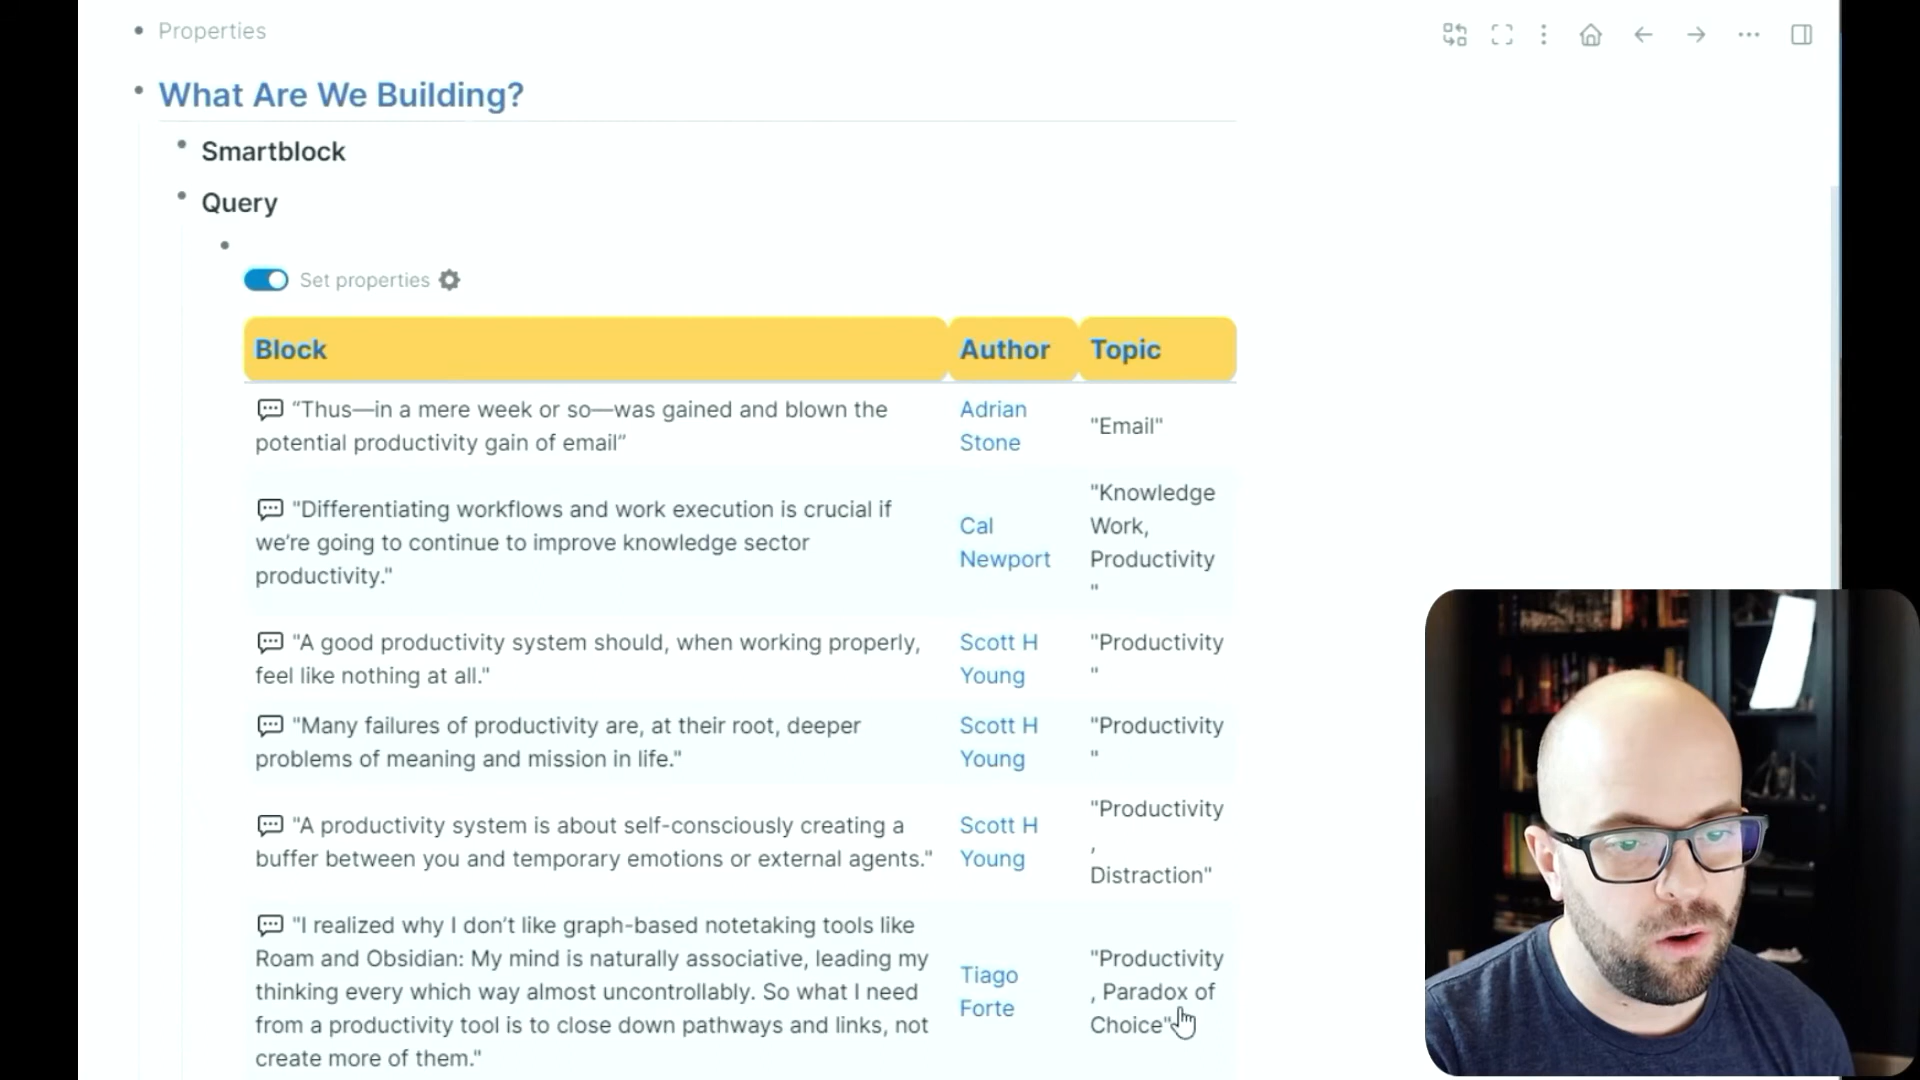 Properties
What Are We Building?
Smartblock
Query
Set properties
Block Author Topic
“Thus—in a mere week or so—was gained and blown the
potential productivity gain of email”
Adrian
Stone
"Email"
"Differentiating workflows and work execution is crucial if
we’re going to continue to improve knowledge sector
productivity."
Cal
Newport
"Knowledge
Work,
Productivity
"
"A good productivity system should, when working properly,
feel like nothing at all."
Scott H
Young
"Productivity
"
"Many failures of productivity are, at their root, deeper
problems of meaning and mission in life."
Scott H
Young
"Productivity
"
"A productivity system is about self-consciously creating a
buffer between you and temporary emotions or external agents."
Scott H
Young
"Productivity
,
Distraction"
"I realized why I don’t like graph-based notetaking tools like
Roam and Obsidian: My mind is naturally associative, leading my
thinking every which way almost uncontrollably. So what I need
from a productivity tool is to close down pathways and links, not
create more of them."
Tiago
Forte
"Productivity
, Paradox of
Choice"